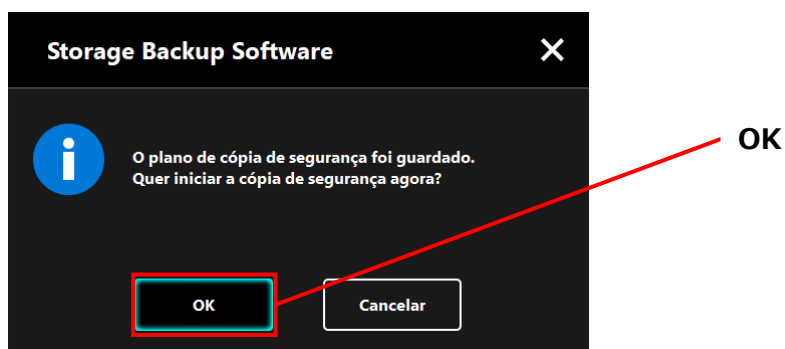 Storage Backup Software
O plano de cópia de segurança foi guardado.
Quer iniciar a cópia de segurança agora?
OK
Cancelar
OK